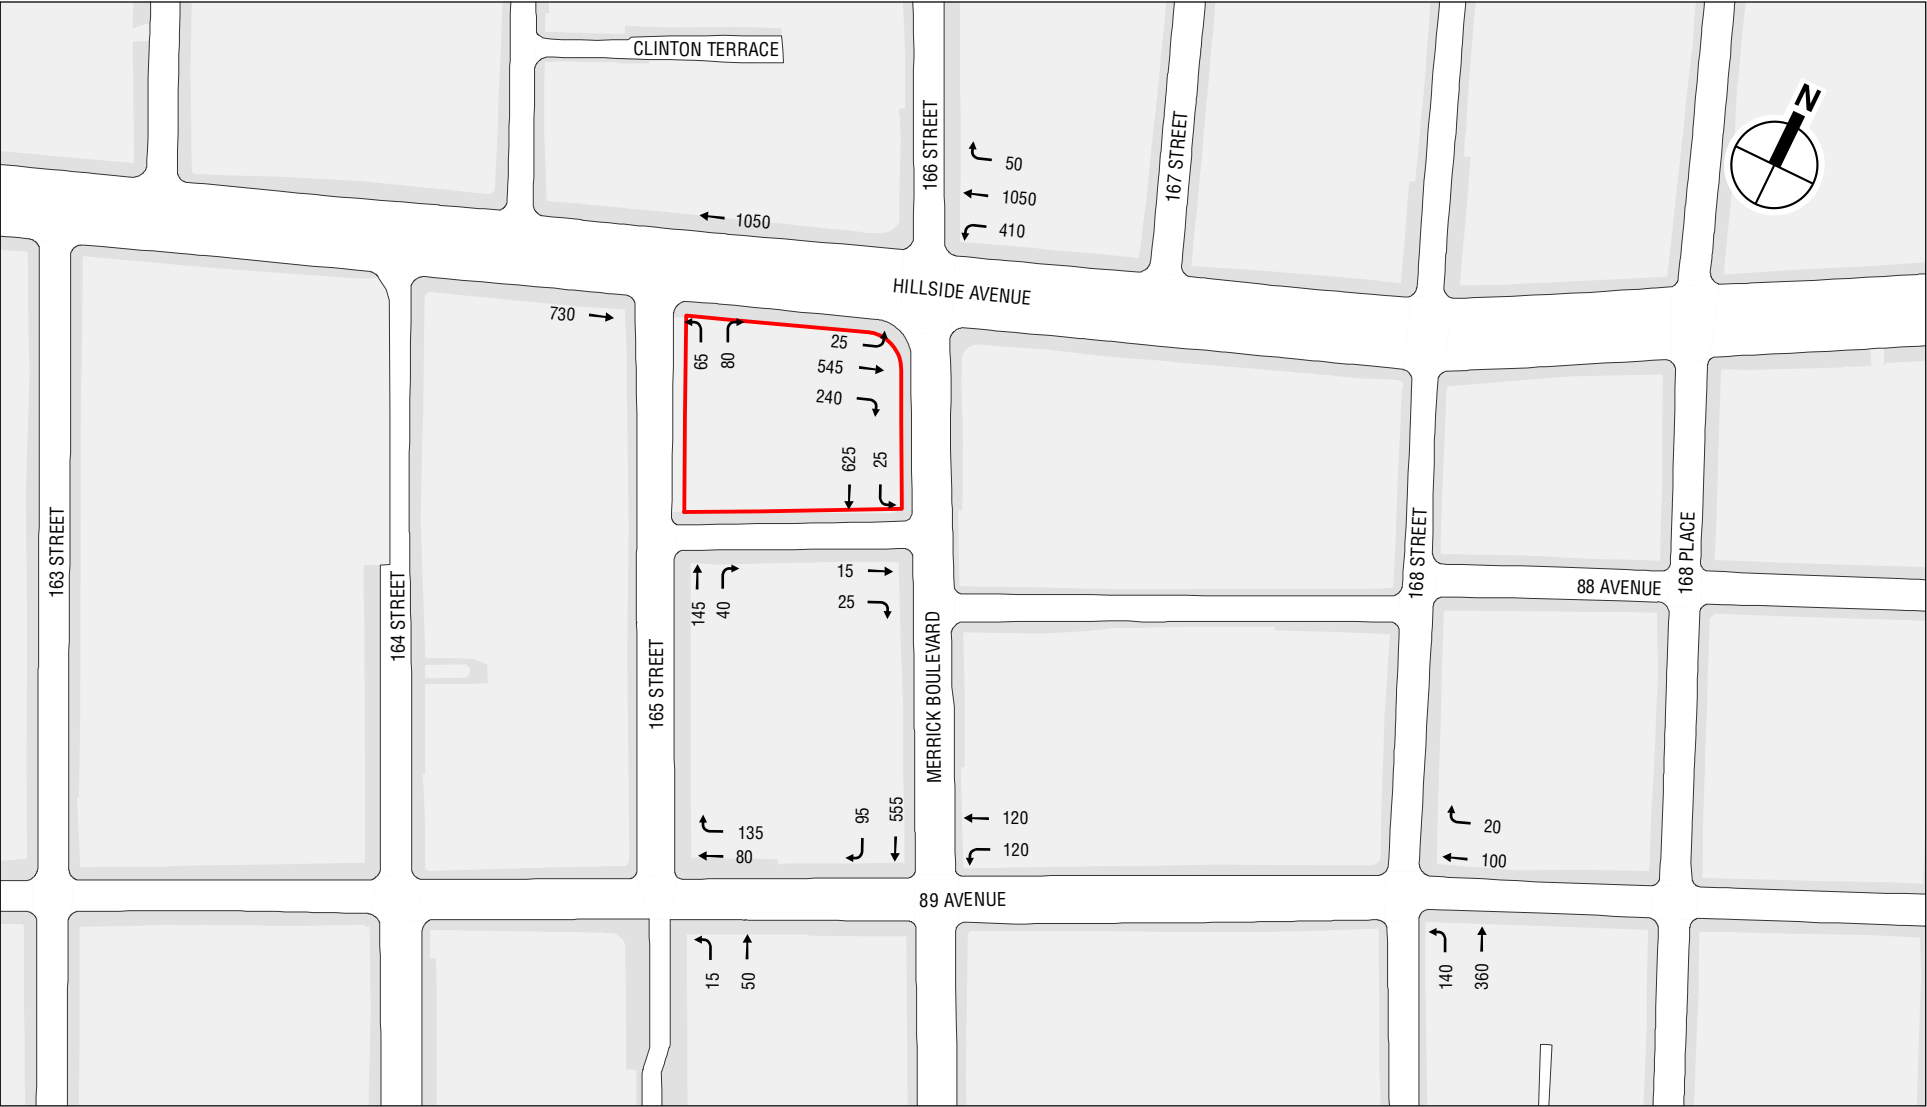 CLINTON TERRACE
N
166 STREET
167 STREET
50
1050
410
1050
HILLSIDE AVENUE
730
65
80
25
545
240
625
25
163 STREET
164 STREET
165 STREET
145
40
15
25
MERRICK BOULEVARD
168 STREET
88 AVENUE
168 PLACE
135
80
95
555
120
120
20
100
89 AVENUE
15
50
140
360